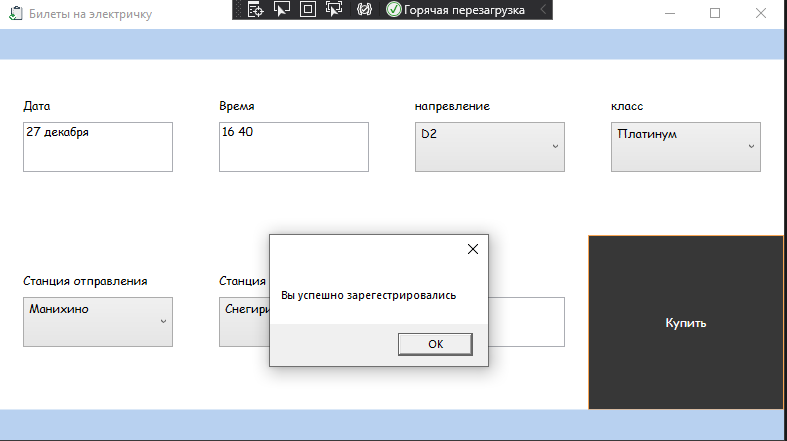 Билеты на электричку
Горячая перезагрузка
Дата
Время
напревление
класс
27 декабря
16 40
D2
Платинум
Станция отправления
Станция
Манихино
Вы успешно зарегестрировались
OK
Купить